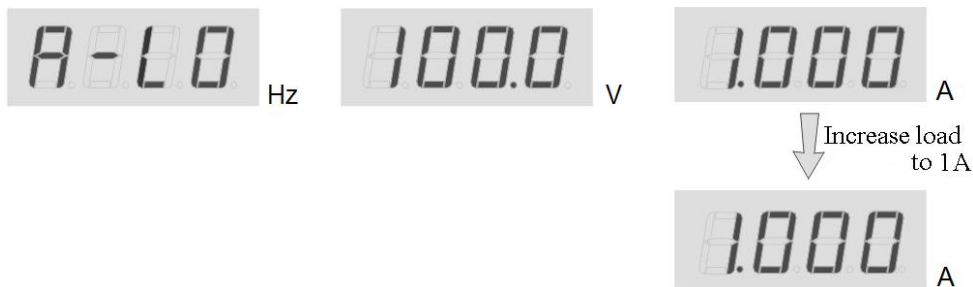 A-L0 Hz
100.0 V
1.000 A
Increase load
to 1A
1.000 A